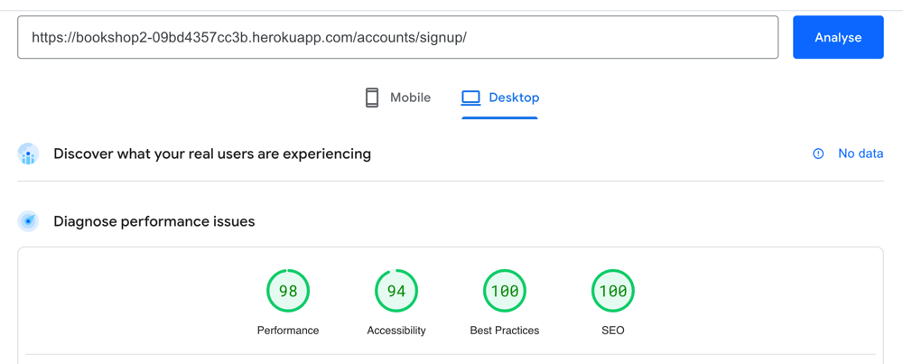 https://bookshop2-09bd4357cc3b.herokuapp.com/accounts/signup/
Analyse
Mobile
Desktop
Discover what your real users are experiencing
No data
Diagnose performance issues
98
94
100
100
Performance
Accessibility
Best Practices
SEO